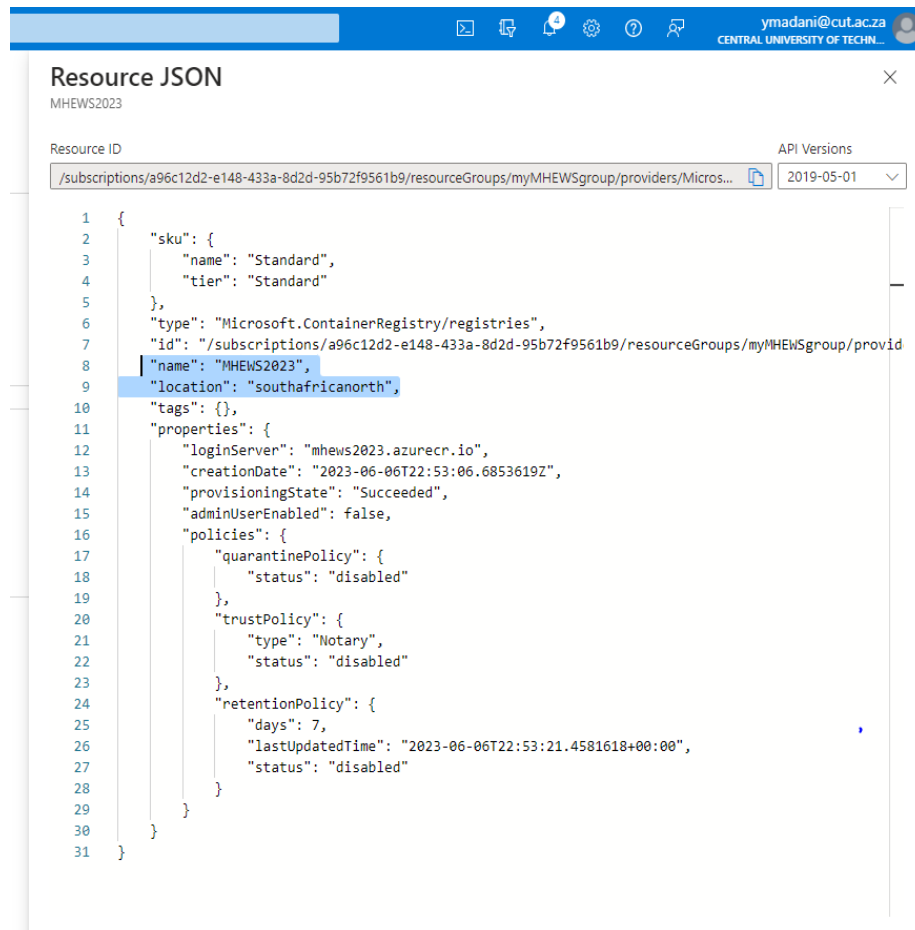 4
ymadani@cut.ac.za
CENTRAL UNIVERSITY OF TECHN...
Resource JSON
MHEWS2023
Resource ID
API Versions
/subscriptions/a96c12d2-e148-433a-8d2d-95b72f9561b9/resourceGroups/myMHEWSgroup/providers/Micros...
2019-05-01
1 {
2 "sku": {
3 "name": "Standard",
4 "tier": "Standard"
5 },
6 "type": "Microsoft.ContainerRegistry/registries",
7 "id": "/subscriptions/a96c12d2-e148-433a-8d2d-95b72f9561b9/resourceGroups/myMHEWSgroup/provid
8 "name": "MHEWS2023",
9 "location": "southafricanorth",
10 "tags": {},
11 "properties": {
12 "loginServer": "mhews2023.azurecr.io",
13 "creationDate": "2023-06-06T22:53:06.6853619Z",
14 "provisioningState": "Succeeded",
15 "adminUserEnabled": false,
16 "policies": {
17 "quarantinePolicy": {
18 "status": "disabled"
19 },
20 "trustPolicy": {
21 "type": "Notary",
22 "status": "disabled"
23 },
24 "retentionPolicy": {
25 "days": 7,
26 "lastUpdatedTime": "2023-06-06T22:53:21.4581618+00:00",
27 "status": "disabled"
28 }
29 }
30 }
31 }